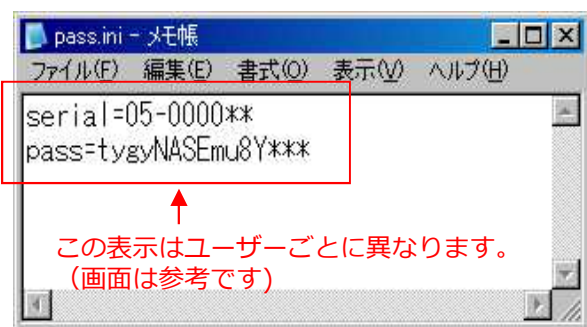 pass.ini - メモ帳
ファイル(F) 編集(E) 書式(O) 表示(V) ヘルプ(H)
serial=05-0000**
pass=tygyNASEmu8Y***
この表示はユーザーごとに異なります。
（画面は参考です)